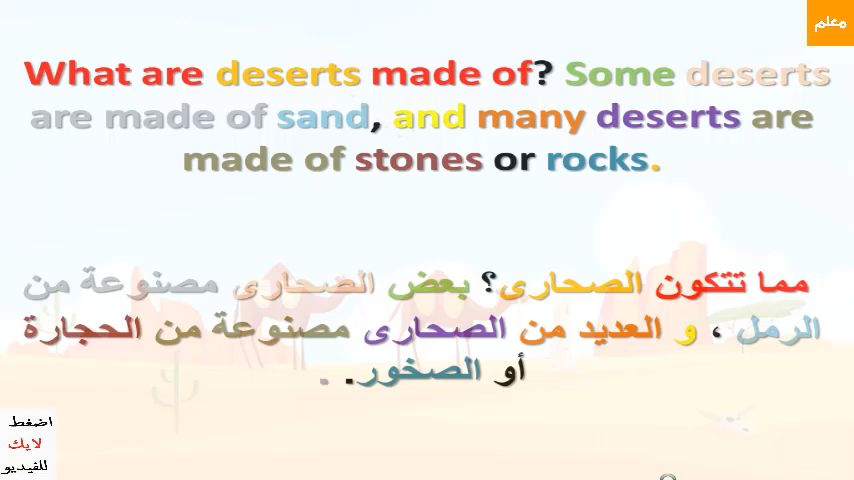 معلم
What are deserts made of? Some deserts
are made of sand, and many deserts are
made of stones or rocks.
مما تتكون الصحارى؟ بعض الصحارى مصنوعة من
الرمل ، و العديد من الصحارى مصنوعة من الحجارة
أو الصخور. .
اضغط
لايك
للفيديو